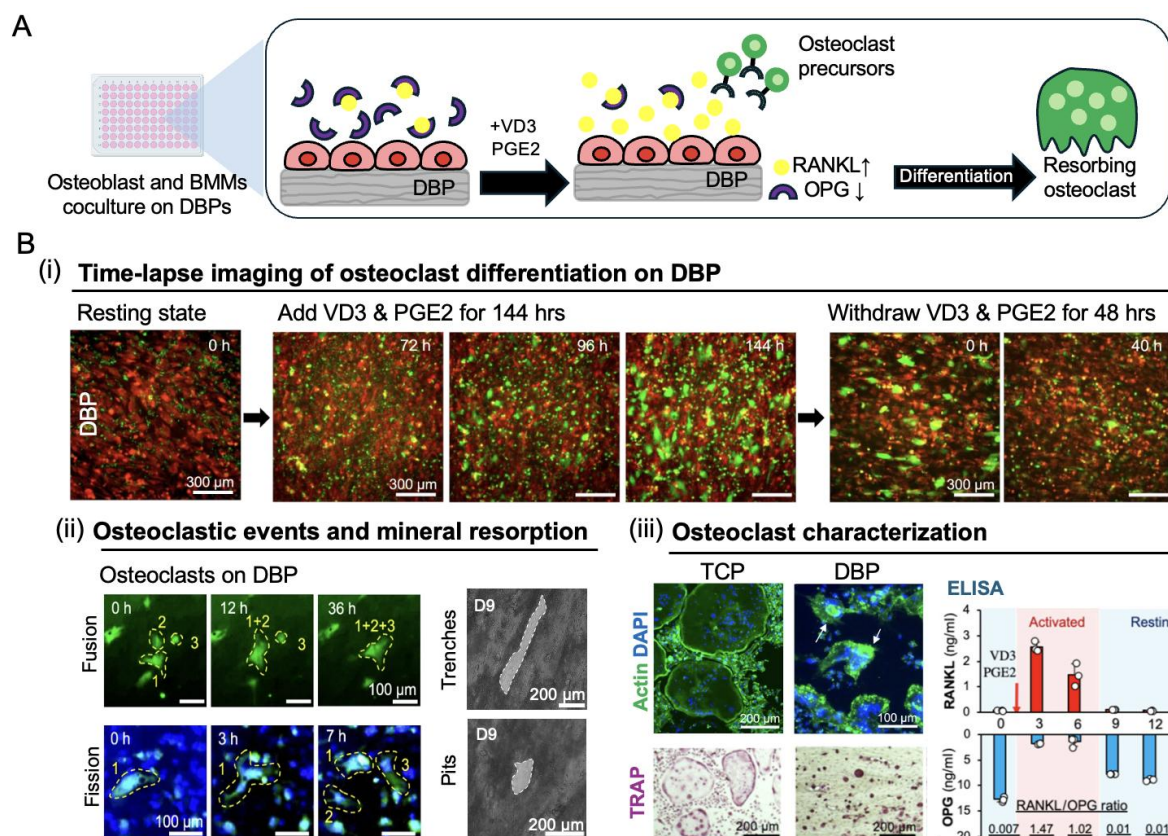 A
Osteoblast and BMMs
coculture on DBPs
DBP
+VD3
PGE2
DBP
Osteoclast
precursors
RANKL↑
OPG ↓
Differentiation
Resorbing
osteoclast
B
(i) Time-lapse imaging of osteoclast differentiation on DBP
Resting state
Add VD3 & PGE2 for 144 hrs
Withdraw VD3 & PGE2 for 48 hrs
DBP
0 h
300 µm
72 h
300 µm
96 h
144 h
0 h
300 µm
40 h
(ii) Osteoclastic events and mineral resorption
Osteoclasts on DBP
Fusion
0 h
2
3
1
12 h
1+2
3
36 h
1+2+3
100 µm
Fission
0 h
1
100 µm
3 h
1
7 h
1
3
2
Trenches
D9
200 µm
Pits
D9
200 µm
(iii) Osteoclast characterization
TCP
DBP
Actin DAPI
200 µm
100 µm
TRAP
200 µm
200 µm
ELISA
RANKL (ng/ml)
4
3
2
1
0
VD3
PGE2
Activated
Restin
0 3 6 9 12
OPG (ng/ml)
0
5
10
15
20
RANKL/OPG ratio
0.007 1.47 1.02 0.01 0.01